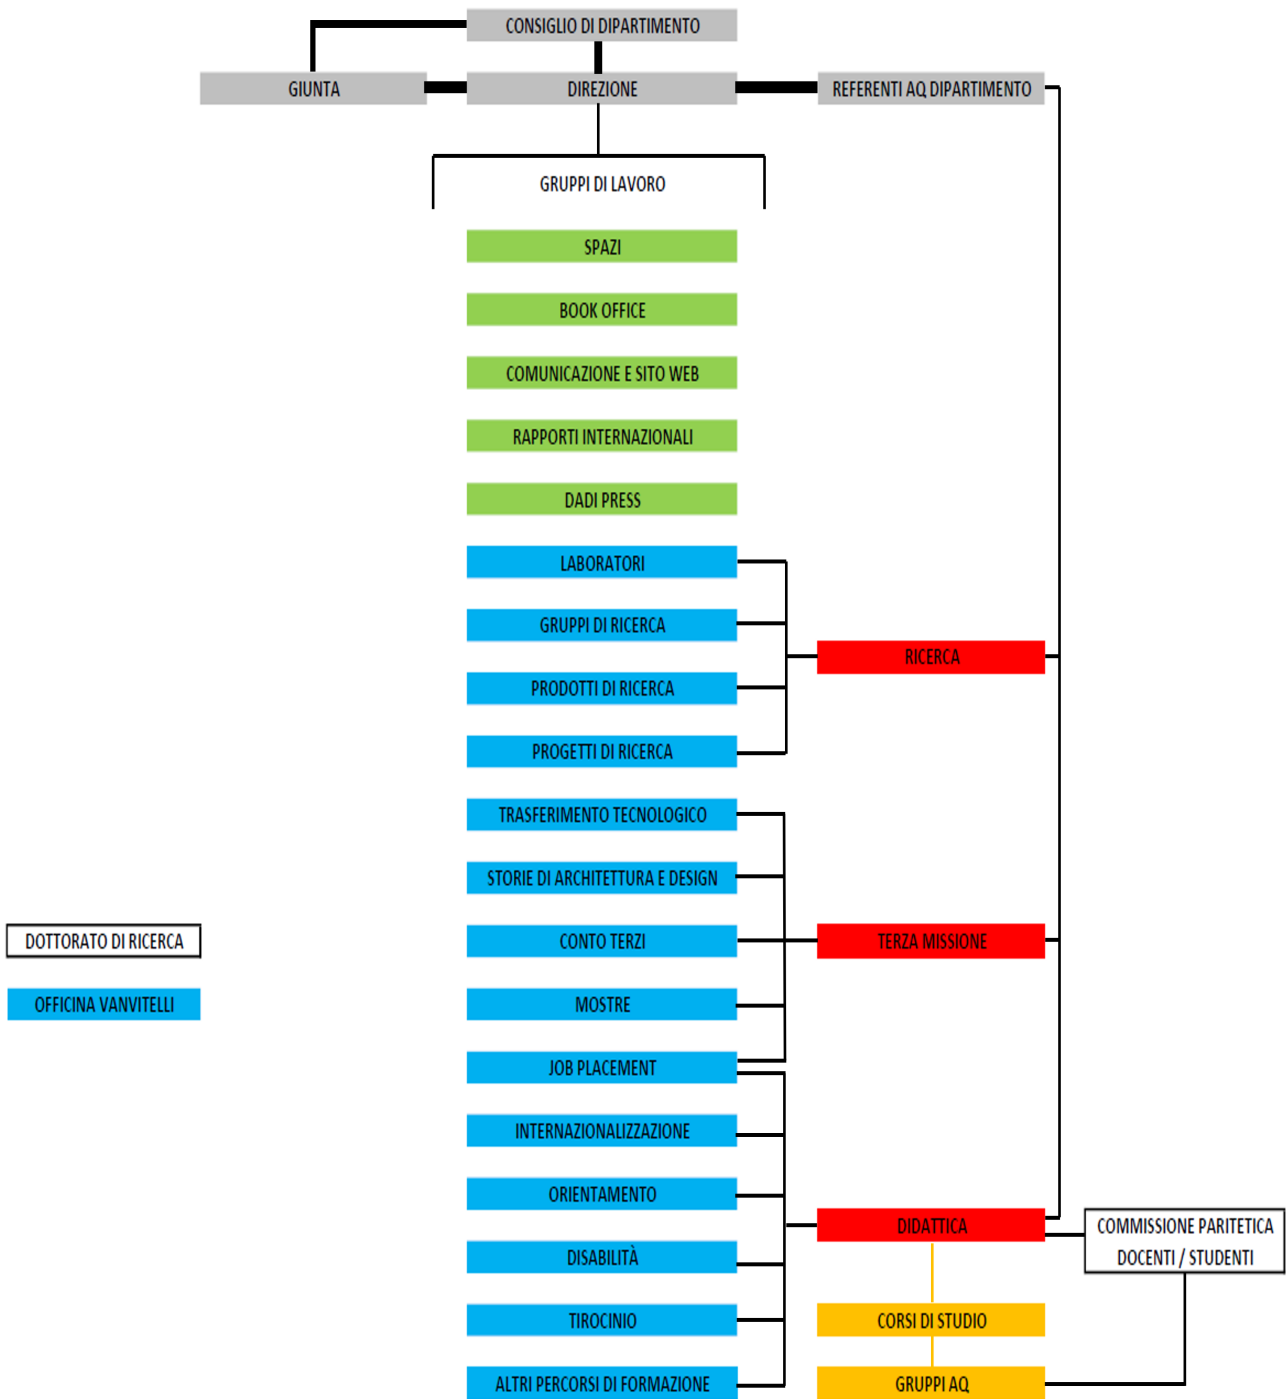 CONSIGLIO DI DIPARTIMENTO
GIUNTA
DIREZIONE
REFERENTI AQ DIPARTIMENTO
GRUPPI DI LAVORO
SPAZI
BOOK OFFICE
COMUNICAZIONE E SITO WEB
RAPPORTI INTERNAZIONALI
DADI PRESS
LABORATORI
GRUPPI DI RICERCA
RICERCA
PRODOTTI DI RICERCA
PROGETTI DI RICERCA
TRASFERIMENTO TECNOLOGICO
STORIE DI ARCHITETTURA E DESIGN
DOTTORATO DI RICERCA
CONTO TERZI
TERZA MISSIONE
OFFICINA VANVITELLI
MOSTRE
JOB PLACEMENT
INTERNAZIONALIZZAZIONE
ORIENTAMENTO
DIDATTICA
COMMISSIONE PARITETICA
DOCENTI / STUDENTI
DISABILITÀ
TIROCINIO
CORSI DI STUDIO
ALTRI PERCORSI DI FORMAZIONE
GRUPPI AQ